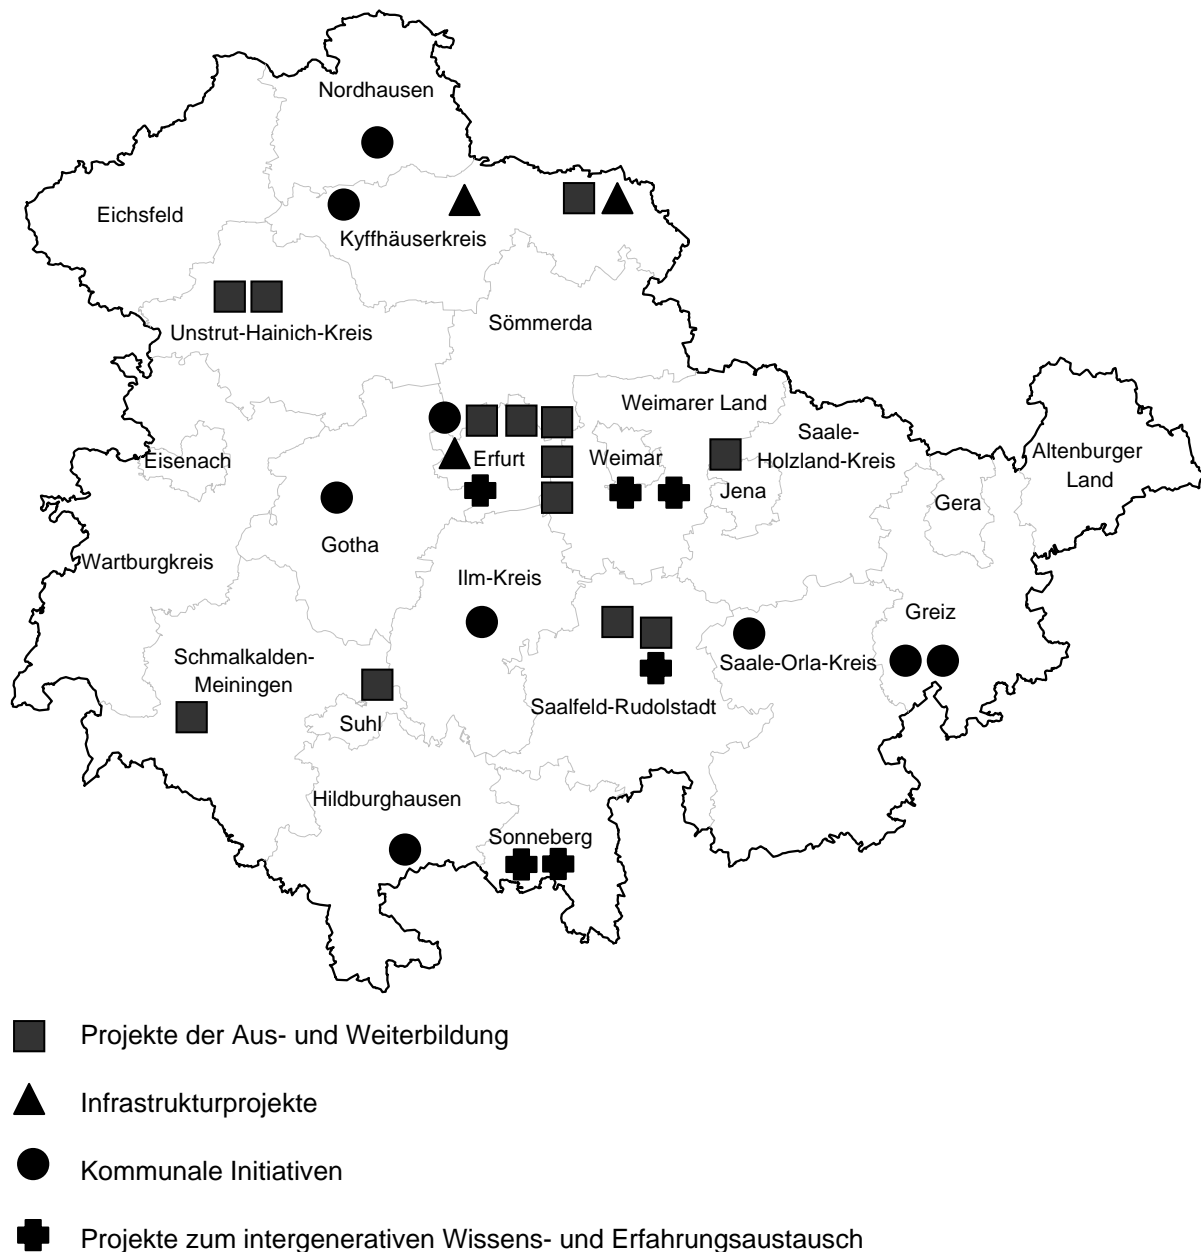 Nordhausen
Eichsfeld
Kyffhäuserkreis
Unstrut-Hainich-Kreis
Sömmerda
Weimarer Land
Saale-
Holzland-Kreis
Altenburger
Land
Eisenach
Erfurt
Weimar
Jena
Gera
Gotha
Wartburgkreis
Ilm-Kreis
Greiz
Schmalkalden-
Meiningen
Saale-Orla-Kreis
Saalfeld-Rudolstadt
Suhl
Hildburghausen
Sonneberg
Projekte der Aus- und Weiterbildung
Infrastrukturprojekte
Kommunale Initiativen
Projekte zum intergenerativen Wissens- und Erfahrungsaustausch